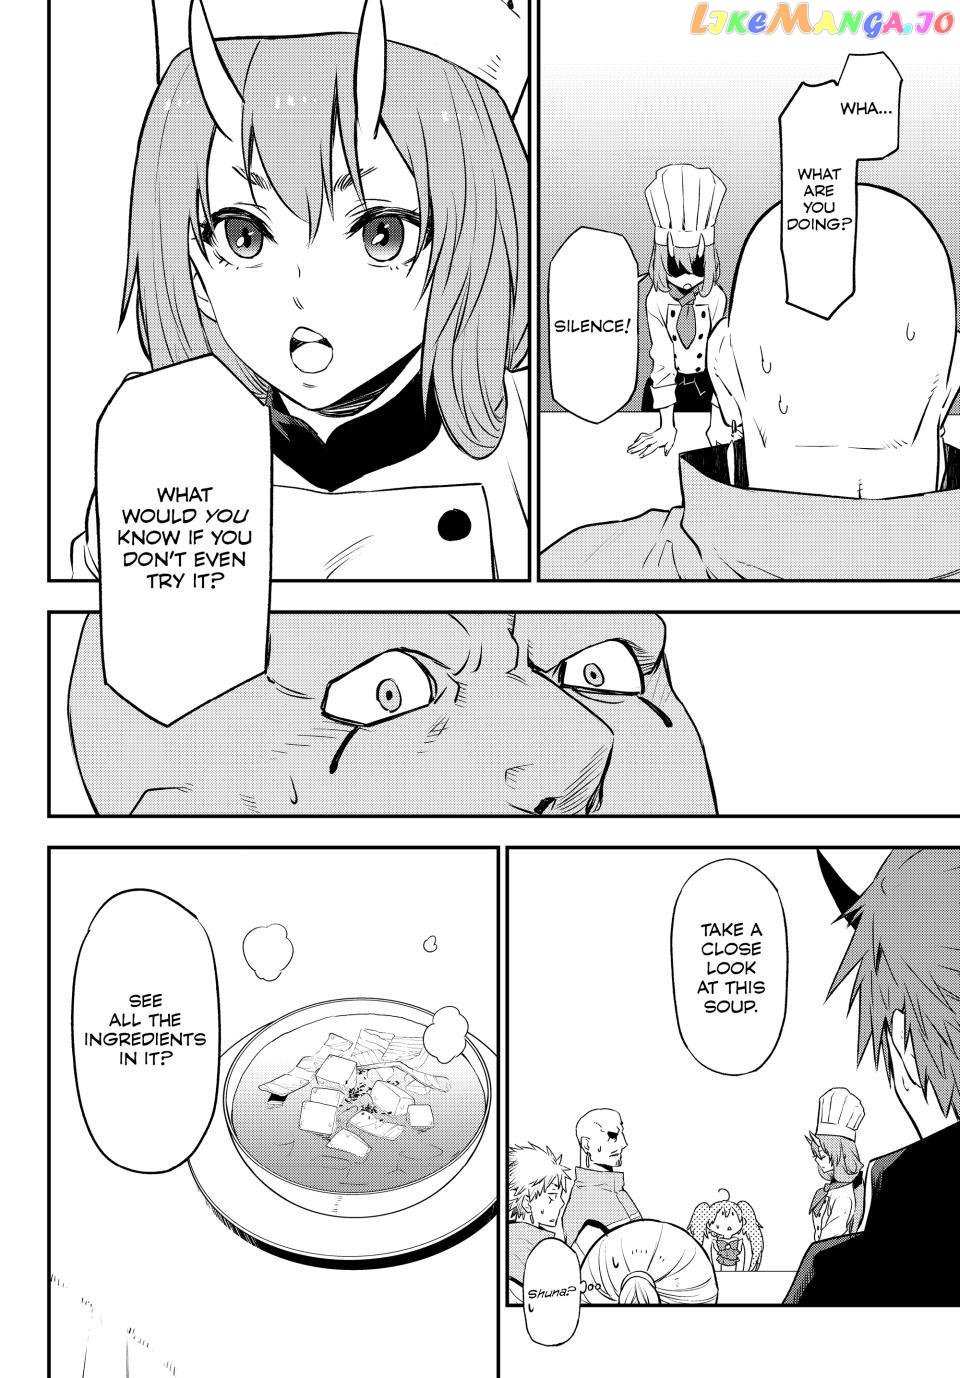 LIKEMANGA.IO
WHA...
WHAT
ARE
YOU
DOING?
SILENCE!
WHAT
WOULD YOU
KNOW IF YOU
DON'T EVEN
TRY IT?
TAKE A
CLOSE
LOOK
AT THIS
SOUP.
Shuna?
SEE
ALL THE
INGREDIENTS
IN IT?